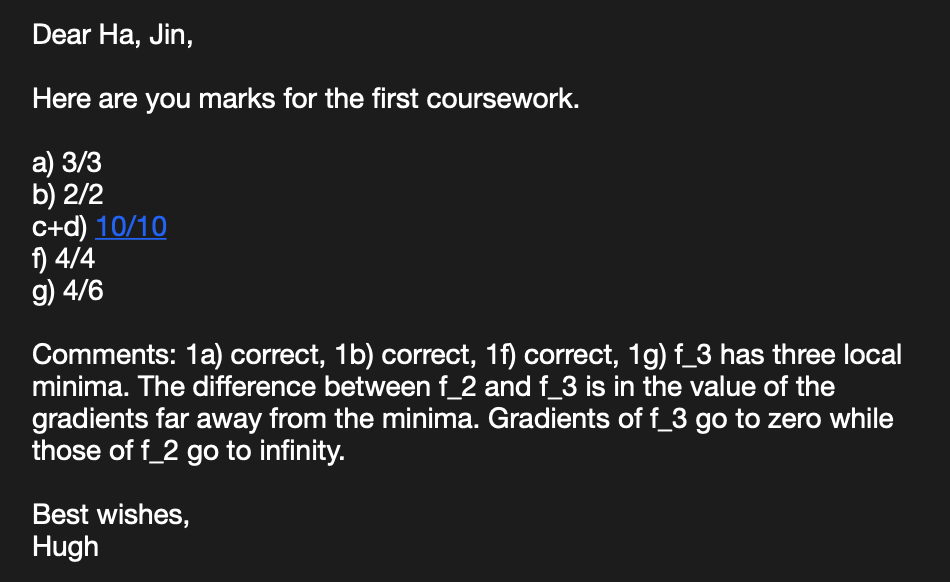 Dear Ha, Jin,
Here are you marks for the first coursework.
a) 3/3
b) 2/2
c+d) 10/10
f) 4/4
g) 4/6
Comments: 1a) correct, 1b) correct, 1f) correct, 1g) f_3 has three local
minima. The difference between f_2 and f_3 is in the value of the
gradients far away from the minima. Gradients of f_3 go to zero while
those of f_2 go to infinity.
Best wishes,
Hugh